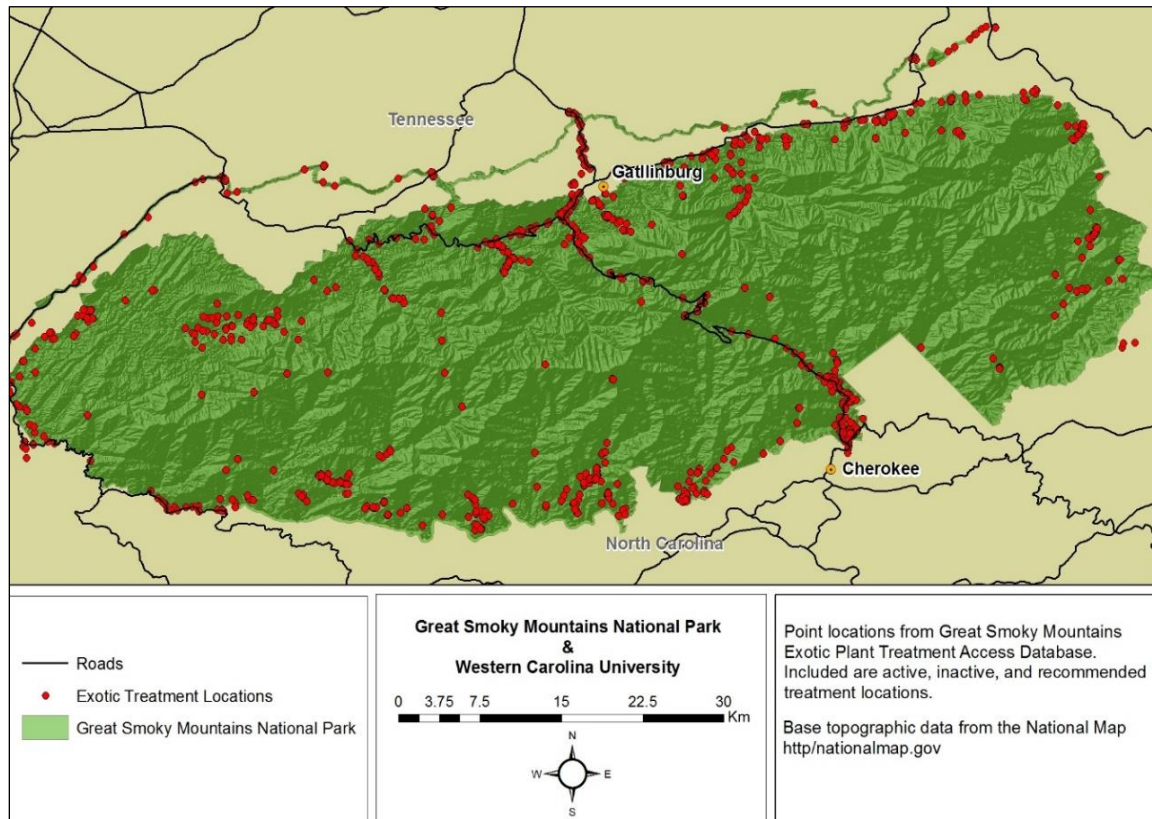 Tennessee
Gatllinburg
Cherokee
North Carolina
Roads
Exotic Treatment Locations
Great Smoky Mountains National Park
Great Smoky Mountains National Park
&
Western Carolina University
0 3.75 7.5 15 22.5 30
Km
N
W E
S
Point locations from Great Smoky Mountains
Exotic Plant Treatment Access Database.
Included are active, inactive, and recommended
treatment locations.
Base topographic data from the National Map
http/nationalmap.gov